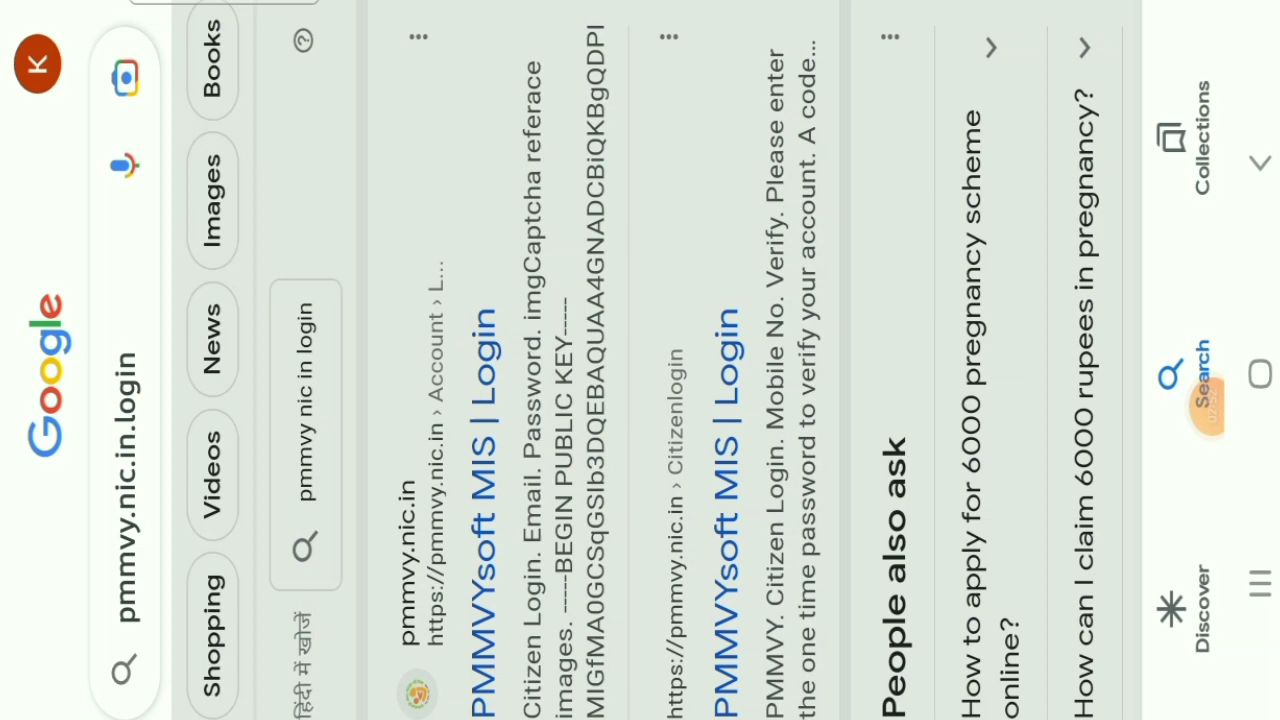 K
Google
pmmvy.nic.in.login
Shopping
Videos
News
Images
Books
हिंदी में खोजें
pmmvy nic in login
pmmvy.nic.in
https://pmmvy.nic.in › Account › L...
PMMVYsoft MIS | Login
Citizen Login. Email. Password. imgCaptcha referace
images. -----BEGIN PUBLIC KEY-----
MIGfMA0GCSqGSIb3DQEBAQUAA4GNADCBiQKBgQDPI
https://pmmvy.nic.in › Citizenlogin
PMMVYsoft MIS | Login
PMMVY. Citizen Login. Mobile No. Verify. Please enter
the one time password to verify your account. A code...
People also ask
How to apply for 6000 pregnancy scheme
online?
How can I claim 6000 rupees in pregnancy?
Discover
Search
Collections